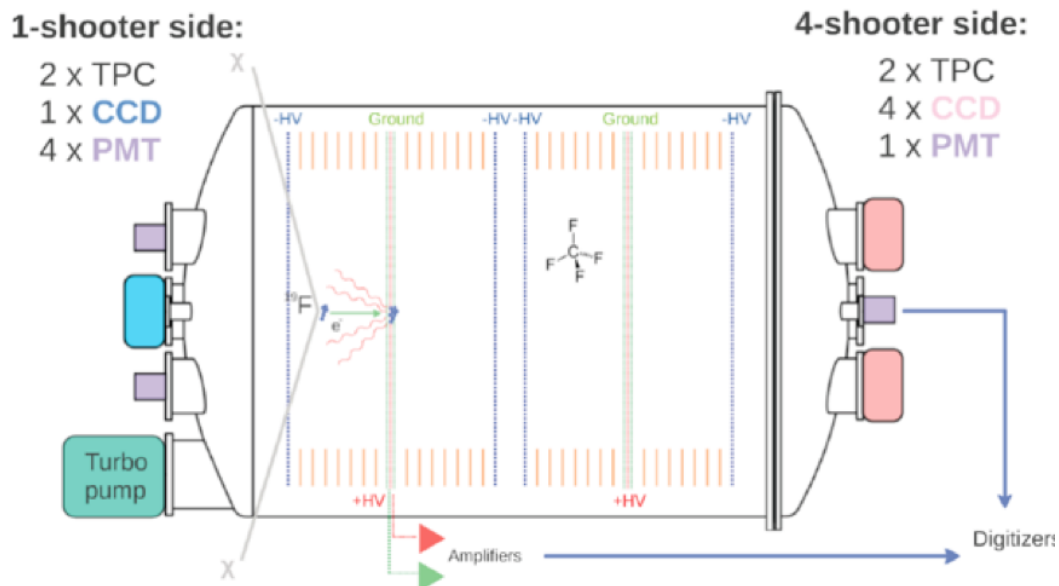 1-shooter side:
2 x TPC
1 x CCD
4 x PMT
4-shooter side:
2 x TPC
4 x CCD
1 x PMT
X
-HV
Ground
-HV
-HV
Ground
-HV
F
F
C
F
F
19F
e-
Turbo
pump
+HV
+HV
X
Amplifiers
Digitizers